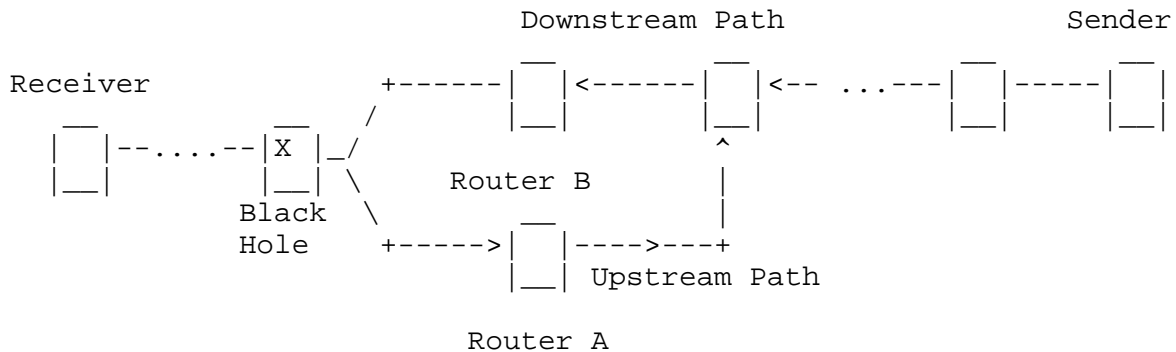 Downstream Path Sender
Receiver
X
Router B
Black
Hole
Upstream Path
Router A